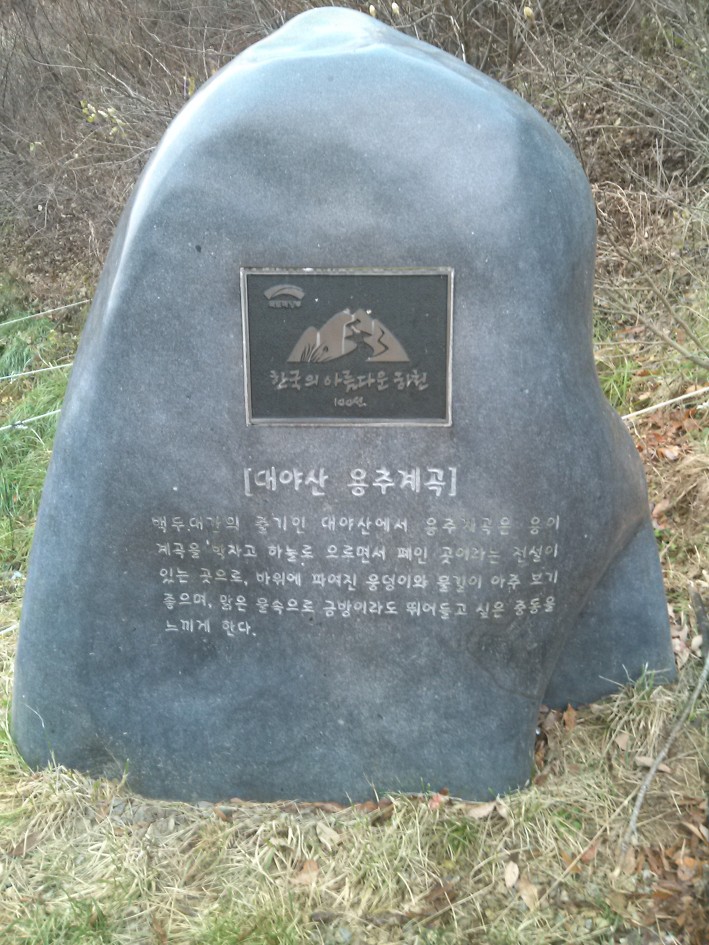 한국의 아름다운 하천
100선
[대야산 용추계곡]
백두대간의 줄기인 대야산에서 용추계곡은 용이
계곡을 박차고 하늘로 오르면서 패인 곳이라는 전설이
있는 곳으로, 바위에 파여진 웅덩이와 물길이 아주 보기
좋으며, 맑은 물속으로 금방이라도 뛰어들고 싶은 충동을
느끼게 한다.